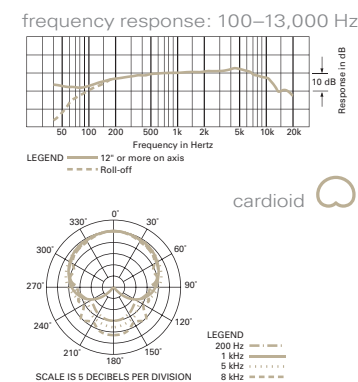 frequency response: 100–13,000 Hz
10 dB
Response in dB
50 100 200 500 1k 2k 5k 10k 20k
Frequency in Hertz
LEGEND 12" or more on axis
Roll-off
cardioid
0°
330° 30°
300° 60°
270° 90°
240° 120°
210° 150°
180°
SCALE IS 5 DECIBELS PER DIVISION
LEGEND
200 Hz
1 kHz
5 kHz
8 kHz